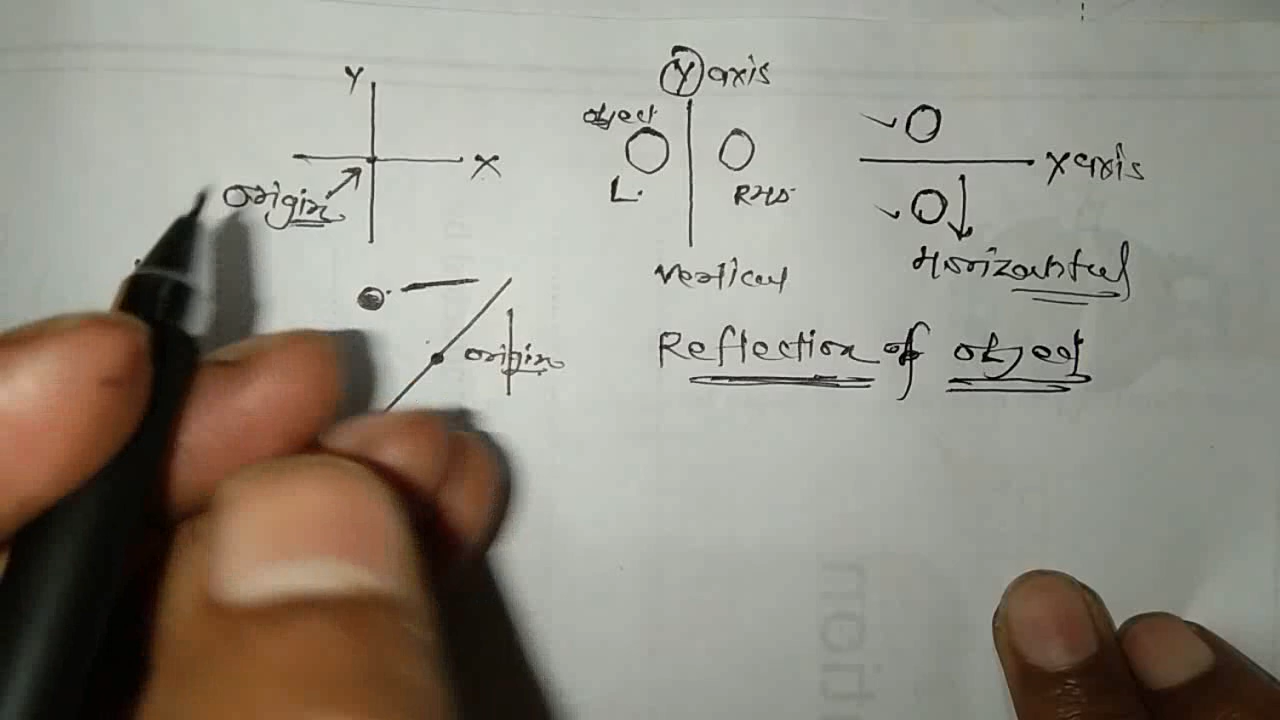 Y
X
origin
Y axis
object
L.
RHS
Vertical
X axis
Horizontal
origin
Reflection of object